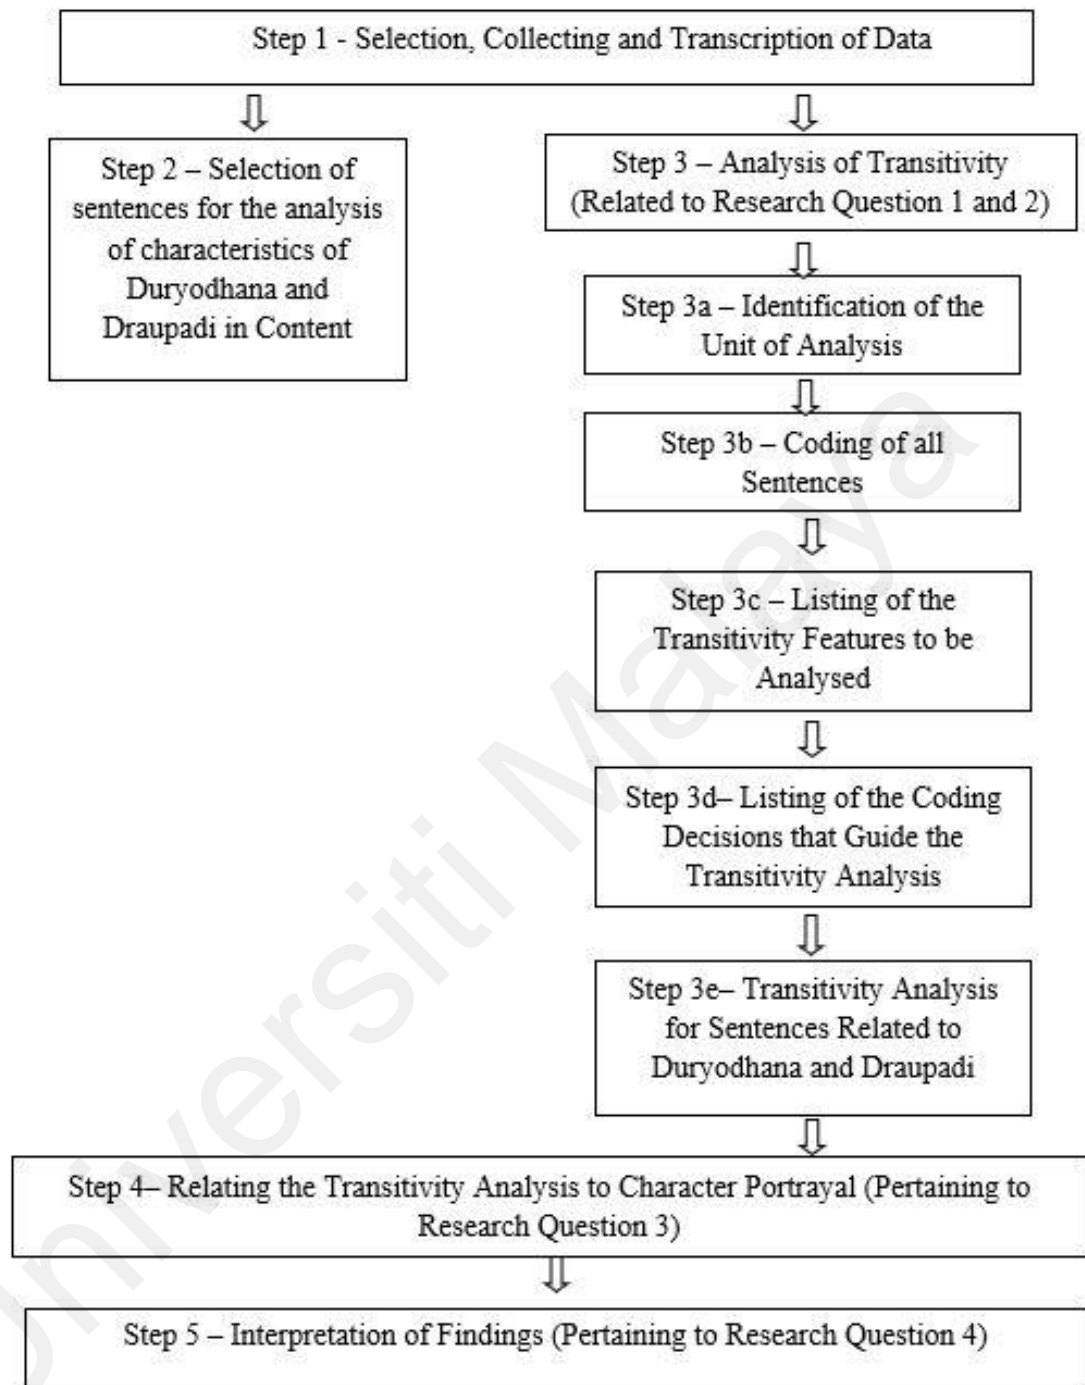 Step 1 - Selection, Collecting and Transcription of Data
Step 2 – Selection of
sentences for the analysis
of characteristics of
Duryodhana and
Draupadi in Content
Step 3 – Analysis of Transitivity
(Related to Research Question 1 and 2)
Step 3a – Identification of the
Unit of Analysis
Step 3b – Coding of all
Sentences
Step 3c – Listing of the
Transitivity Features to be
Analysed
Step 3d– Listing of the Coding
Decisions that Guide the
Transitivity Analysis
Step 3e– Transitivity Analysis
for Sentences Related to
Duryodhana and Draupadi
Step 4– Relating the Transitivity Analysis to Character Portrayal (Pertaining to
Research Question 3)
Step 5 – Interpretation of Findings (Pertaining to Research Question 4)
Universiti Malaya